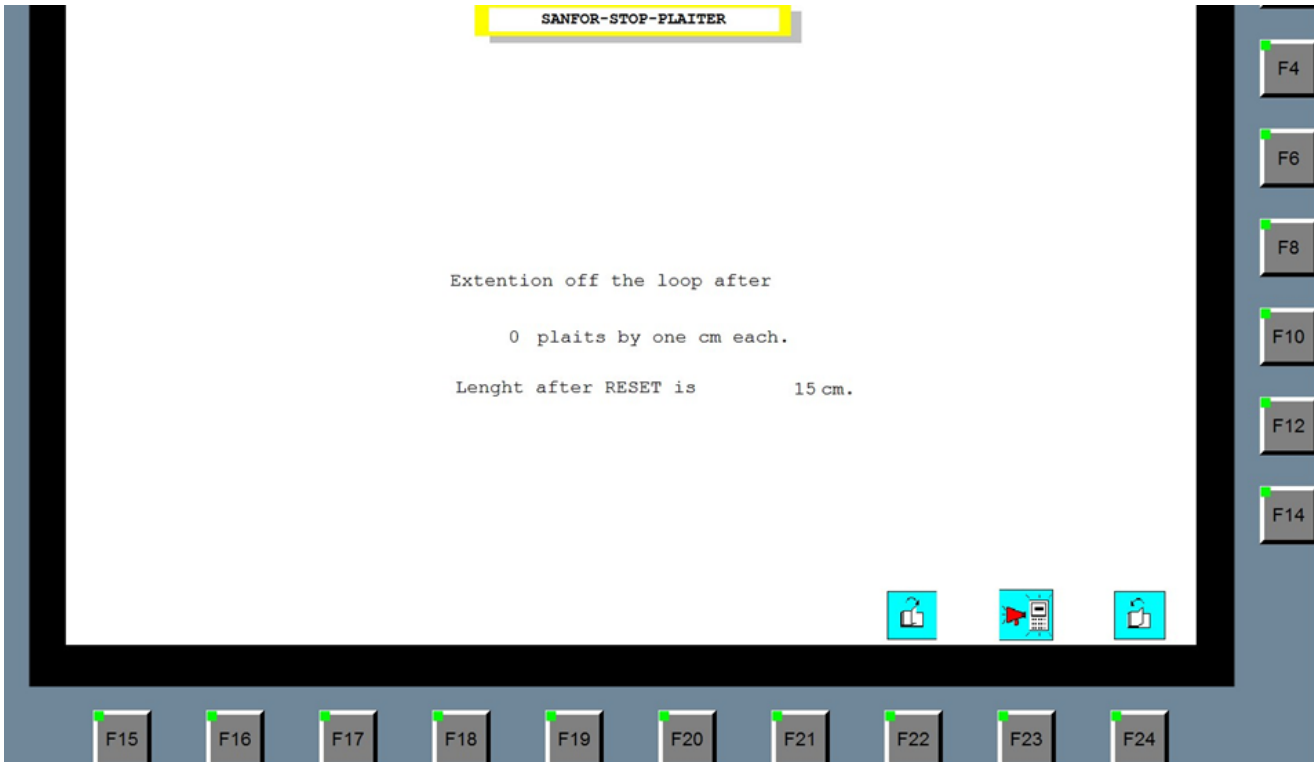 SANFOR-STOP-PLAITER
F4
F6
F8
Extention off the loop after
0 plaits by one cm each.
F10
Lenght after RESET is 15 cm.
F12
F14
F15 F16 F17 F18 F19 F20 F21 F22 F23 F24